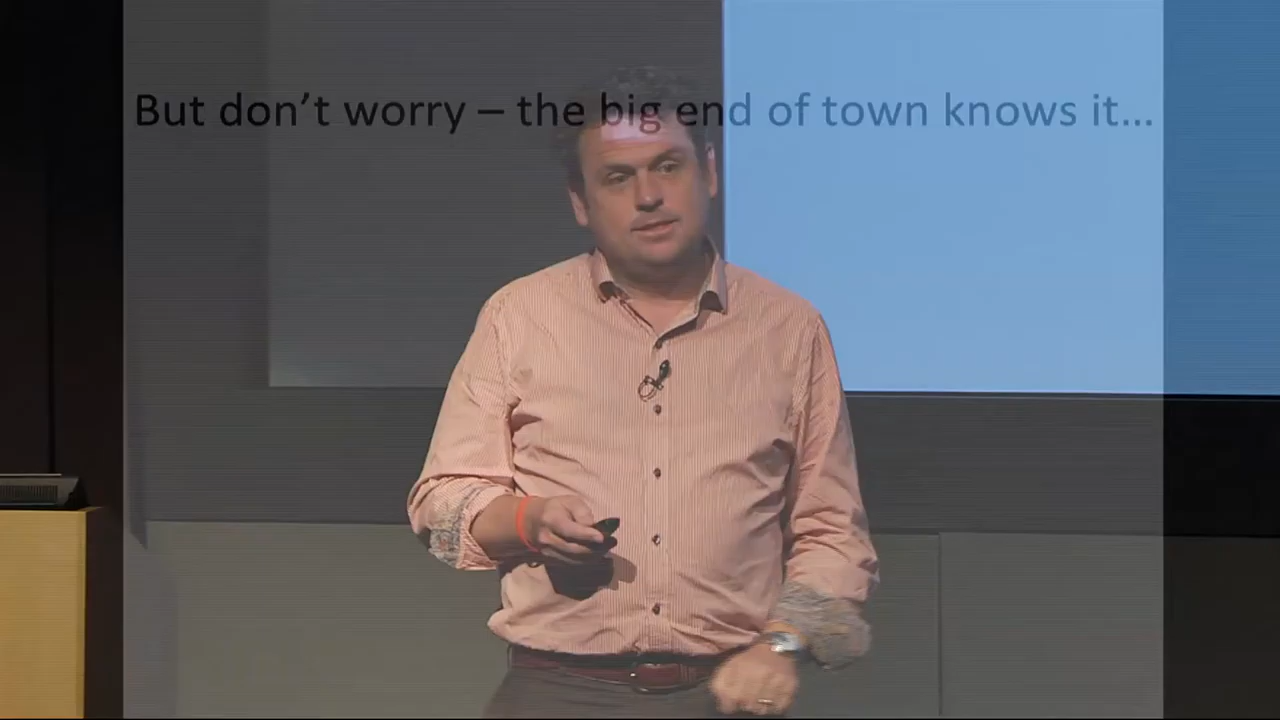 But don’t worry – the big end of town knows it…